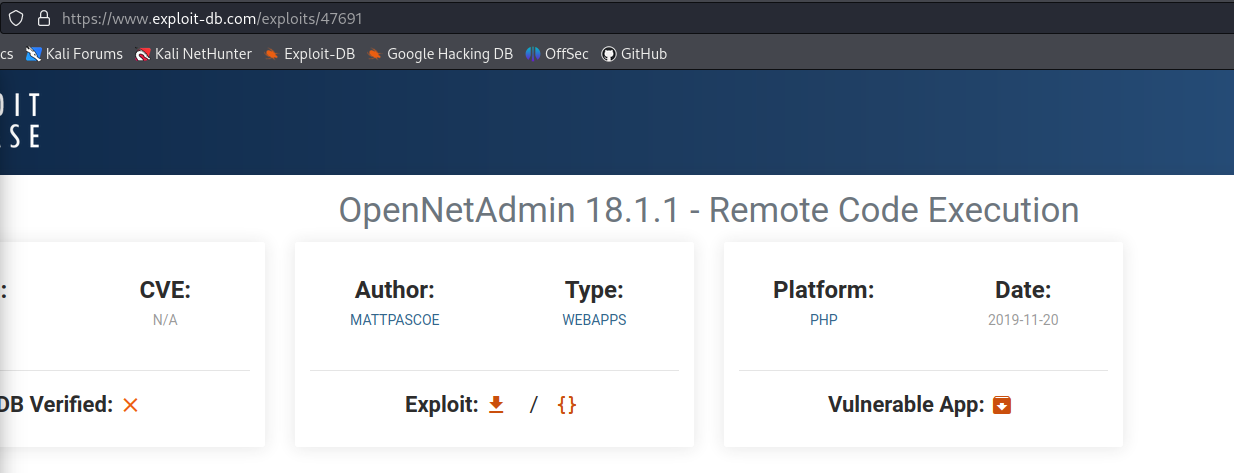 https://www.exploit-db.com/exploits/47691
cs Kali Forums Kali NetHunter Exploit-DB Google Hacking DB OffSec GitHub
OIT
SE
OpenNetAdmin 18.1.1 - Remote Code Execution
: CVE: Author: Type: Platform: Date:
N/A MATTPASCOE WEBAPPS PHP 2019-11-20
DB Verified: Exploit: / {} Vulnerable App: